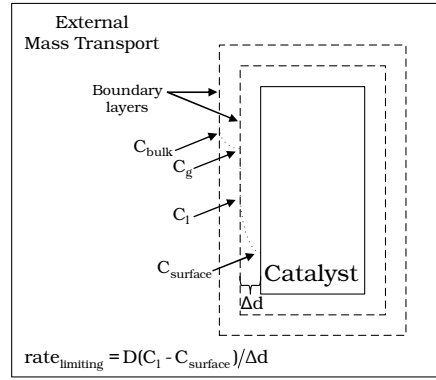 External
Mass Transport
Boundary
layers
C_bulk
C_g
C_l
C_surface
Catalyst
Δd
rate_limiting = D(C_l - C_surface)/Δd